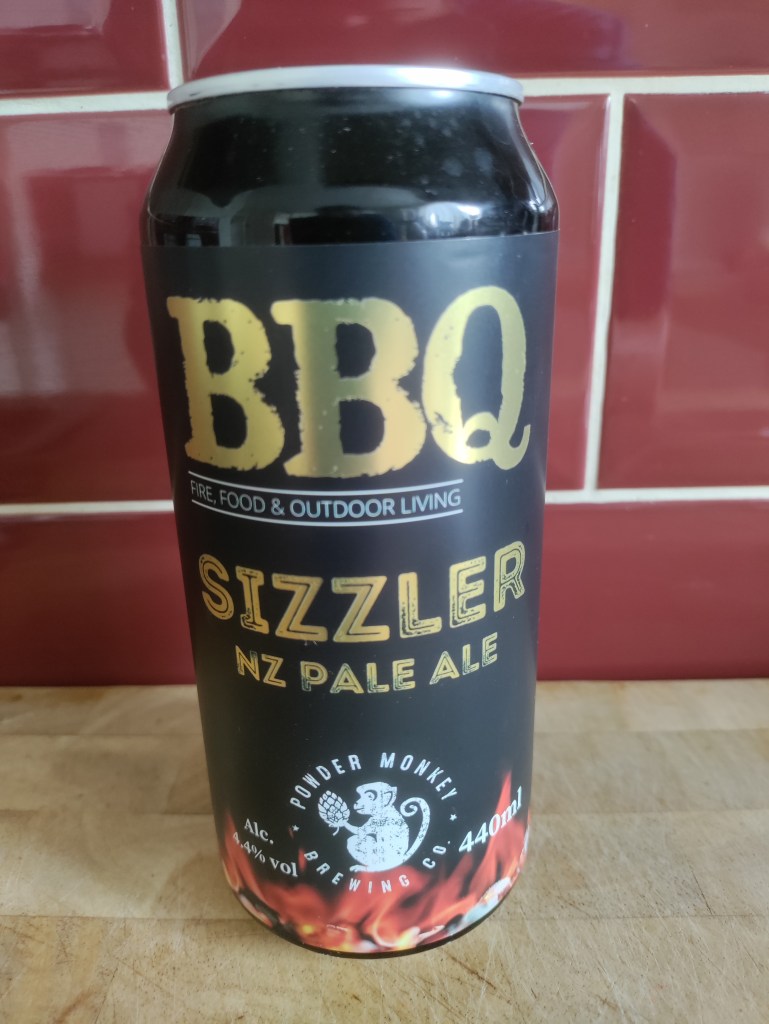 BBQ
FIRE, FOOD & OUTDOOR LIVING
SIZZLER
NZ PALE ALE
POWDER MONKEY
BREWING CO.
Alc.
4.4% vol
440ml